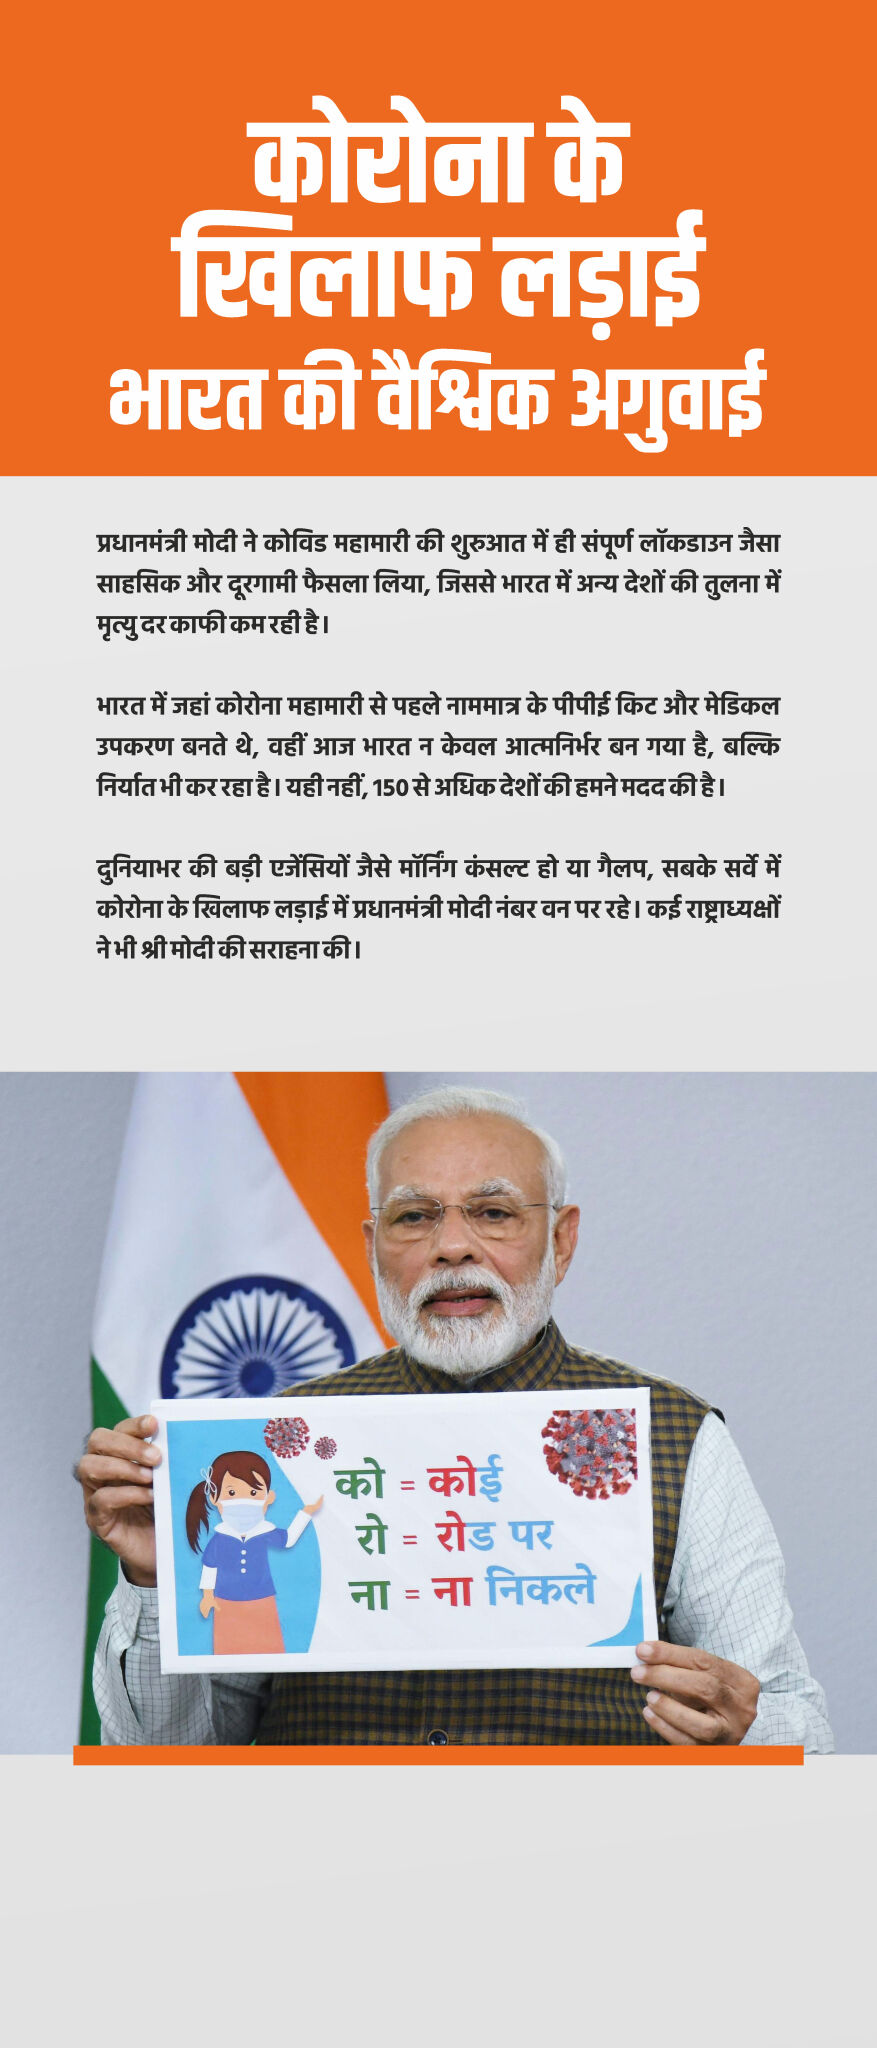 कोरोना के
खिलाफ लड़ाई
भारत की वैश्विक अगुवाई
प्रधानमंत्री मोदी ने कोविड महामारी की शुरुआत में ही संपूर्ण लॉकडाउन जैसा
साहसिक और दूरगामी फैसला लिया, जिससे भारत में अन्य देशों की तुलना में
मृत्यु दर काफी कम रही है।
भारत में जहां कोरोना महामारी से पहले नाममात्र के पीपीई किट और मेडिकल
उपकरण बनते थे, वहीं आज भारत न केवल आत्मनिर्भर बन गया है, बल्कि
निर्यात भी कर रहा है। यही नहीं, 150 से अधिक देशों की हमने मदद की है।
दुनियाभर की बड़ी एजेंसियों जैसे मॉर्निंग कंसल्ट हो या गैलप, सबके सर्वे में
कोरोना के खिलाफ लड़ाई में प्रधानमंत्री मोदी नंबर वन पर रहे। कई राष्ट्राध्यक्षों
ने भी श्री मोदी की सराहना की।
को = कोई
रो = रोड पर
ना = ना निकले